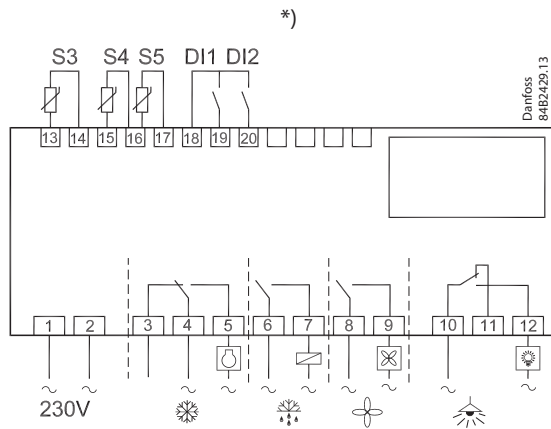 *)
S3 S4 S5 DI1 DI2
Danfoss
84B2429.13
13 14 15 16 17 18 19 20
1 2 3 4 5 6 7 8 9 10 11 12
230V